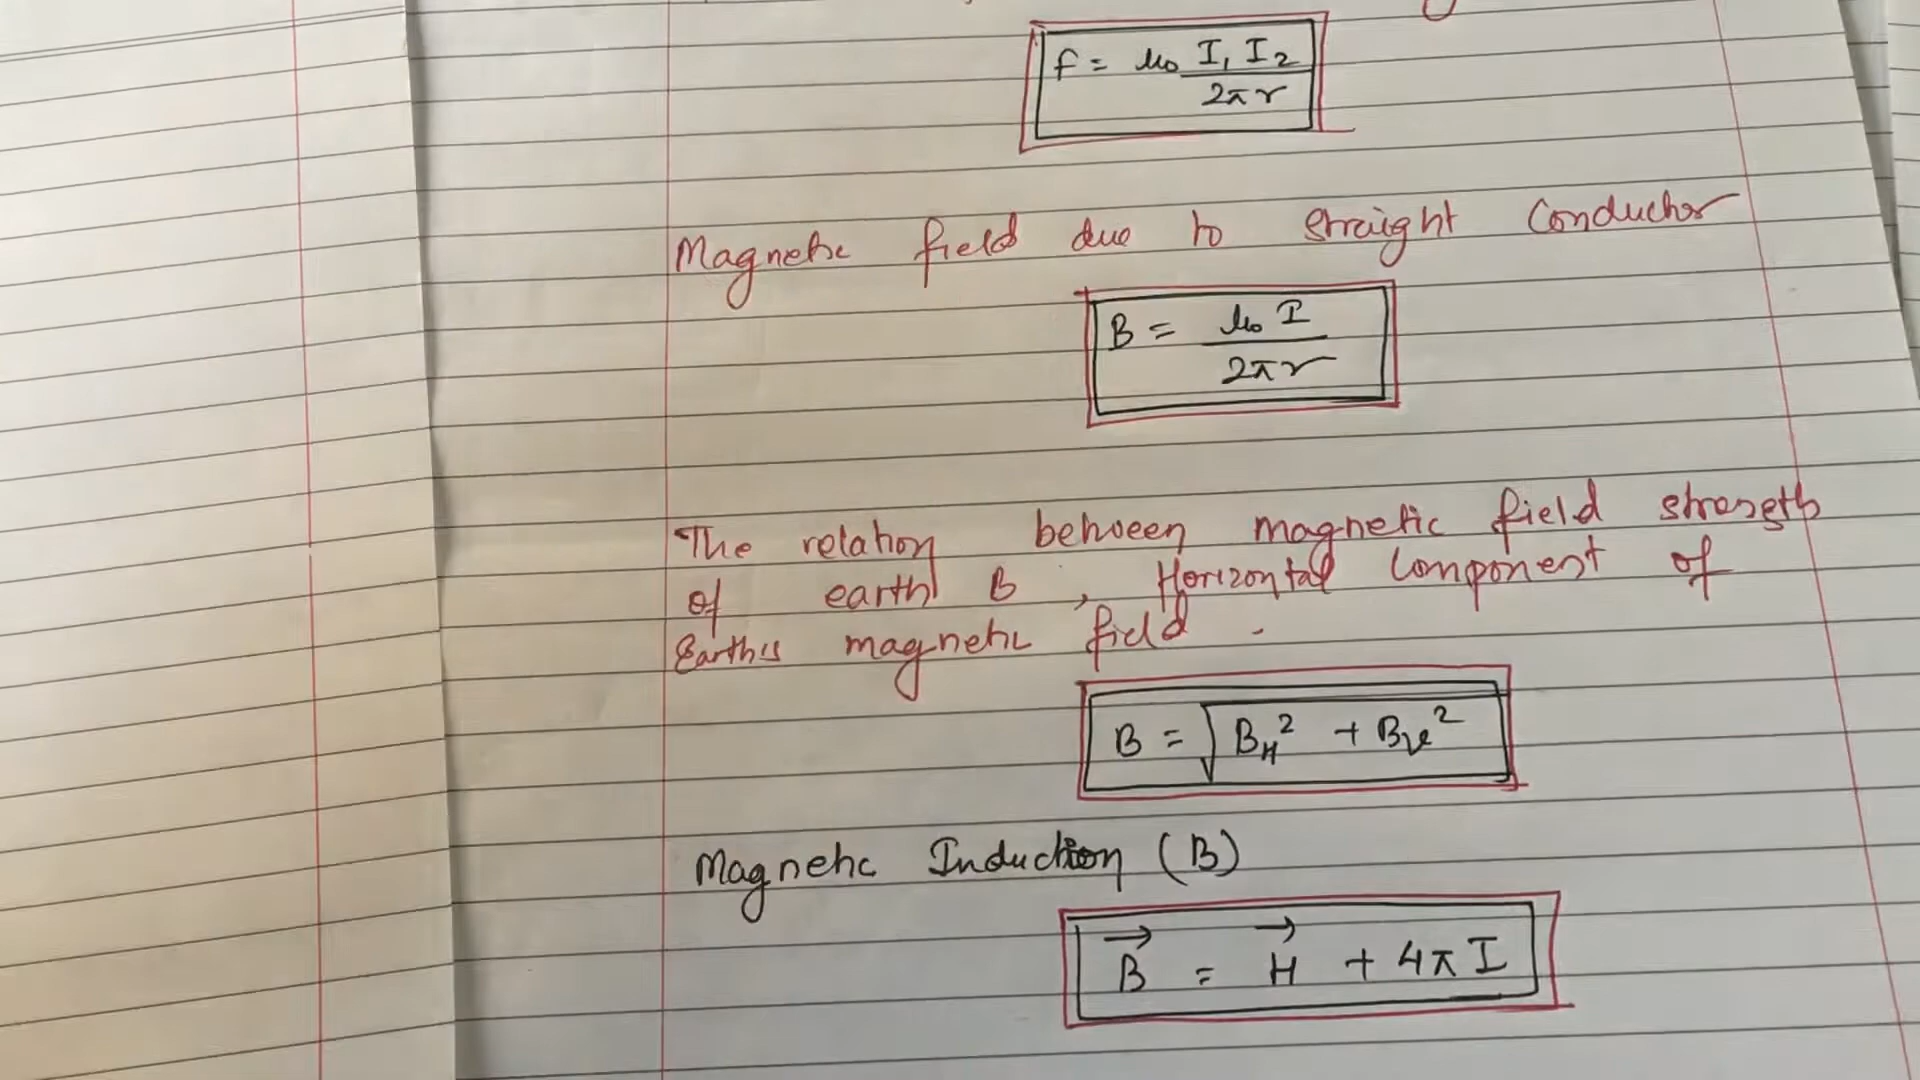 f = μ₀ I₁ I₂ / 2πr
Magnetic field due to straight Conductor
B = μ₀ I / 2πr
The relation between magnetic field strength
of earth B , Horizontal Component of
Earth's magnetic field .
B = √(B_H² + B_ve²)
Magnetic Induction (B)
B⃗ = H⃗ + 4πI